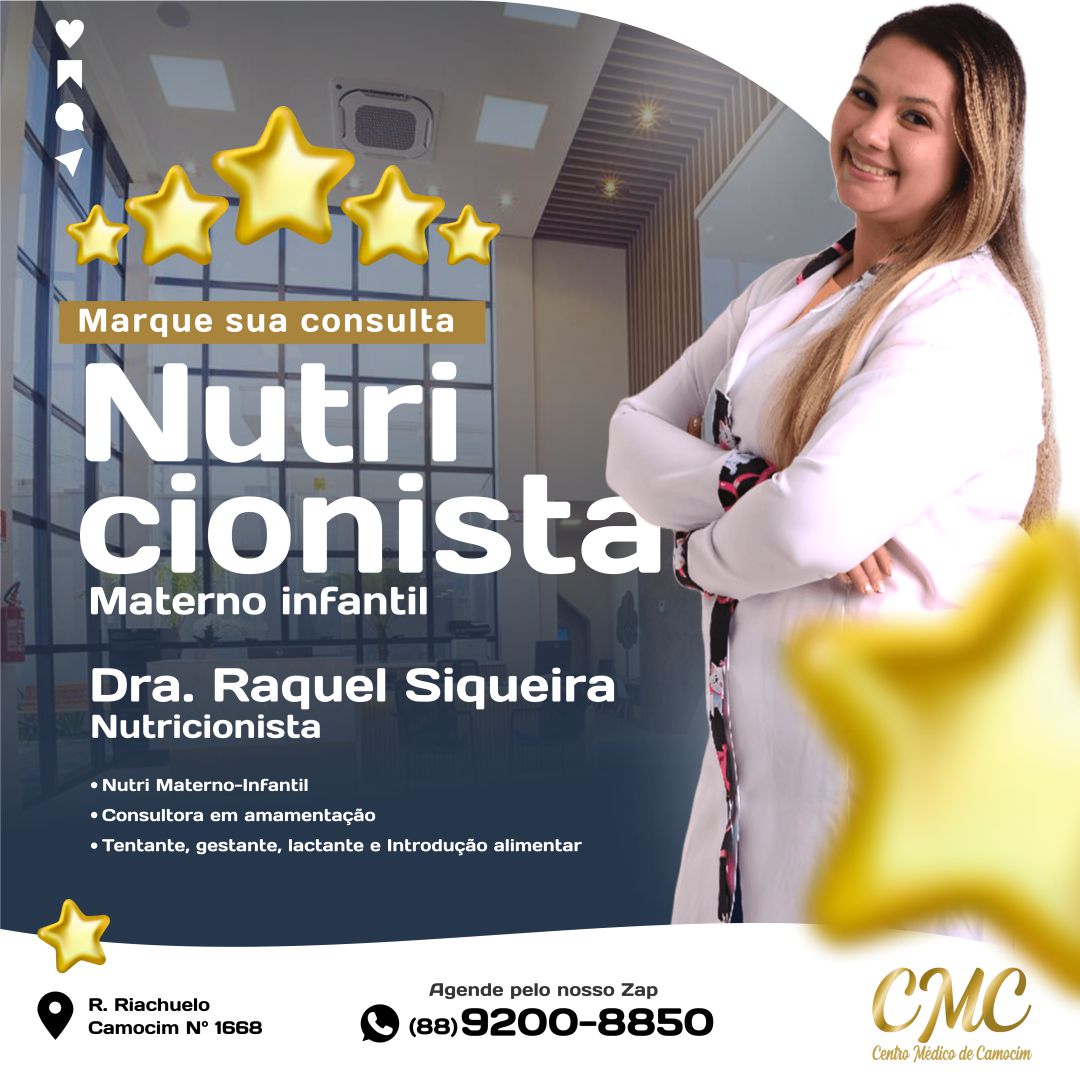 Marque sua consulta
Nutri
cionista
Materno infantil
Dra. Raquel Siqueira
Nutricionista
• Nutri Materno-Infantil
• Consultora em amamentação
• Tentante, gestante, lactante e Introdução alimentar
R. Riachuelo
Camocim Nº 1668
Agende pelo nosso Zap
(88) 9200-8850
CMC
Centro Médico de Camocim